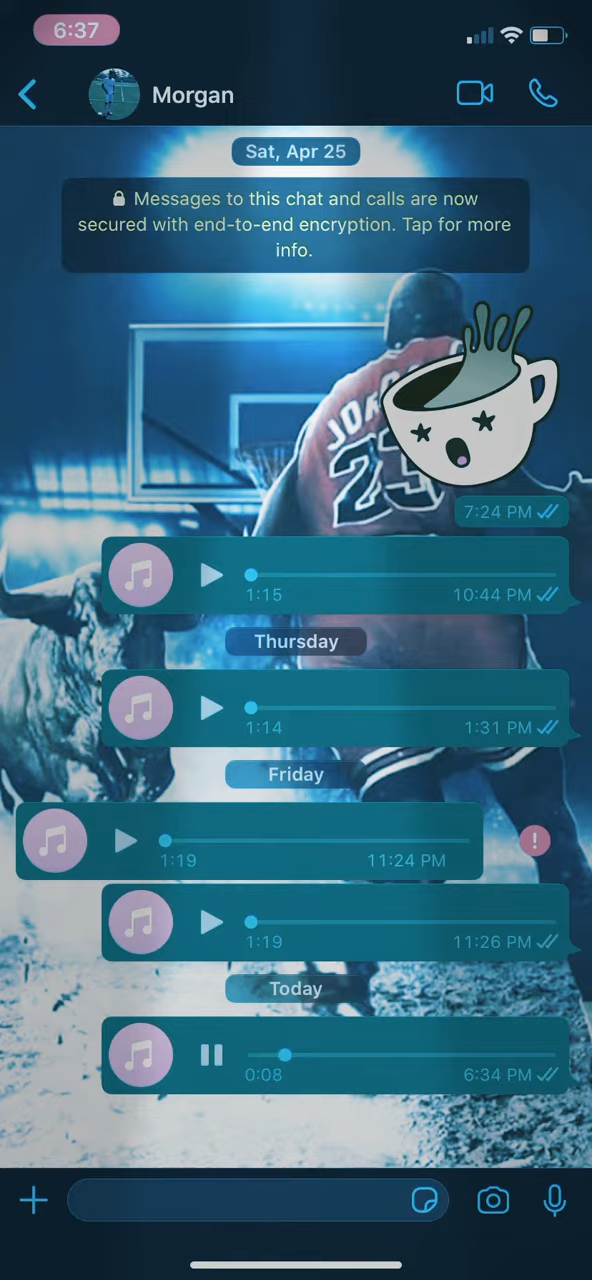 6:37
Morgan
Sat, Apr 25
Messages to this chat and calls are now
secured with end-to-end encryption. Tap for more
info.
JORDAN
23
7:24 PM
1:15 10:44 PM
Thursday
1:14 1:31 PM
Friday
1:19 11:24 PM
!
1:19 11:26 PM
Today
0:08 6:34 PM